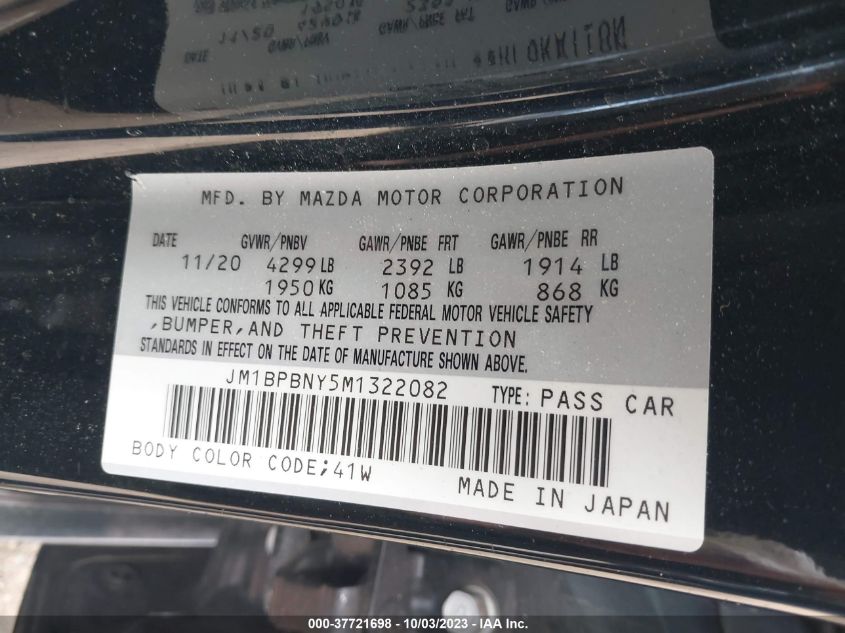 MFD. BY MAZDA MOTOR CORPORATION
DATE GVWR/PNBV GAWR/PNBE FRT GAWR/PNBE RR
11/20 4299 LB 2392 LB 1914 LB
1950 KG 1085 KG 868 KG
THIS VEHICLE CONFORMS TO ALL APPLICABLE FEDERAL MOTOR VEHICLE SAFETY
,BUMPER,AND THEFT PREVENTION
STANDARDS IN EFFECT ON THE DATE OF MANUFACTURE SHOWN ABOVE.
JM1BPBNY5M1322082 TYPE: PASS CAR
BODY COLOR CODE;41W
MADE IN JAPAN
000-37721698 - 10/03/2023 - © IAA Inc.